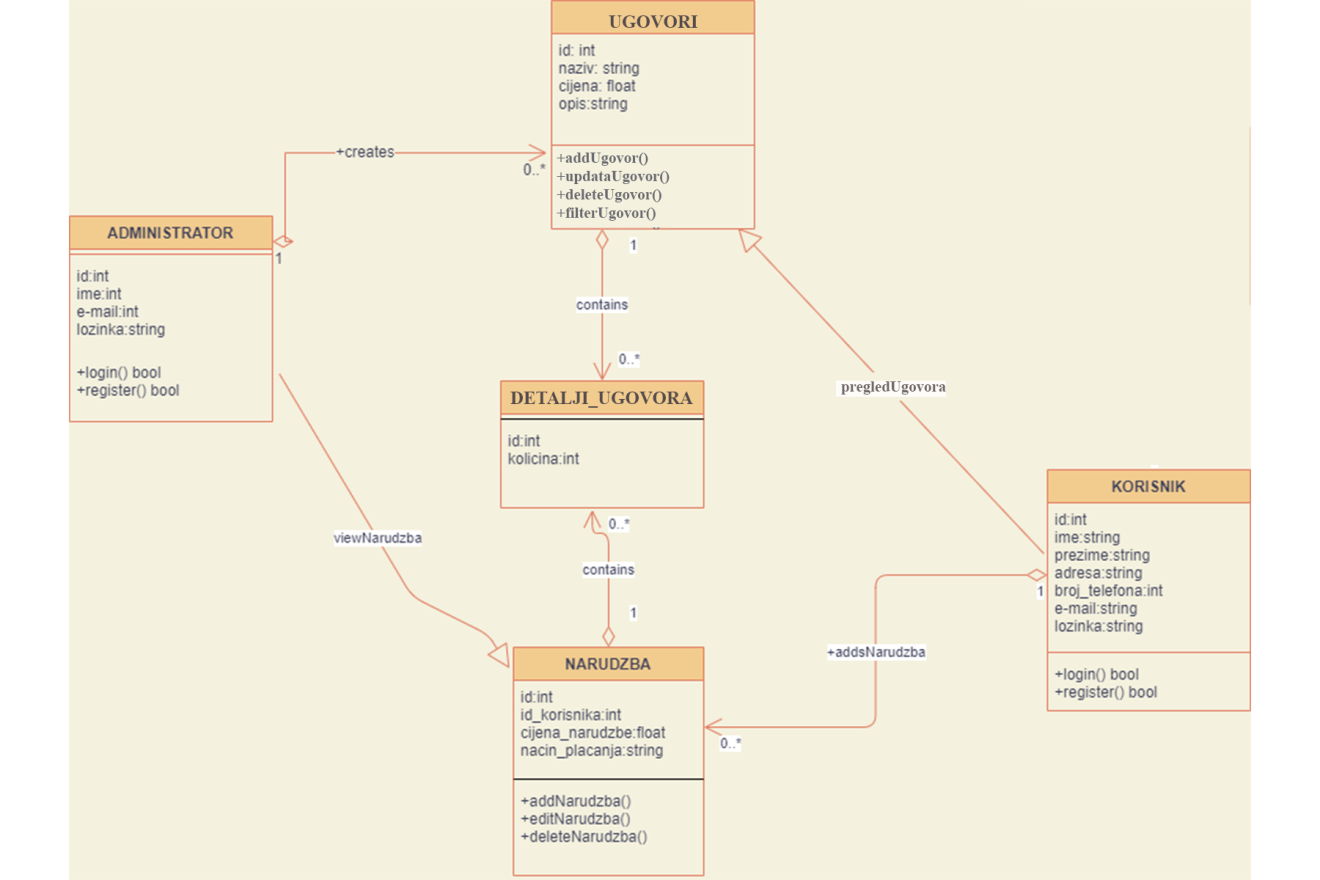 UGOVORI
id: int
naziv: string
cijena: float
opis:string
+addUgovor()
+updataUgovor()
+deleteUgovor()
+filterUgovor()
+creates
0..*
ADMINISTRATOR
1
id:int
ime:int
e-mail:int
lozinka:string
+login() bool
+register() bool
1
contains
0..*
DETALJI_UGOVORA
id:int
kolicina:int
pregledUgovora
KORISNIK
id:int
ime:string
prezime:string
adresa:string
broj_telefona:int
e-mail:string
lozinka:string
+login() bool
+register() bool
1
viewNarudzba
0..*
contains
1
+addsNarudzba
0..*
NARUDZBA
id:int
id_korisnika:int
cijena_narudzbe:float
nacin_placanja:string
+addNarudzba()
+editNarudzba()
+deleteNarudzba()